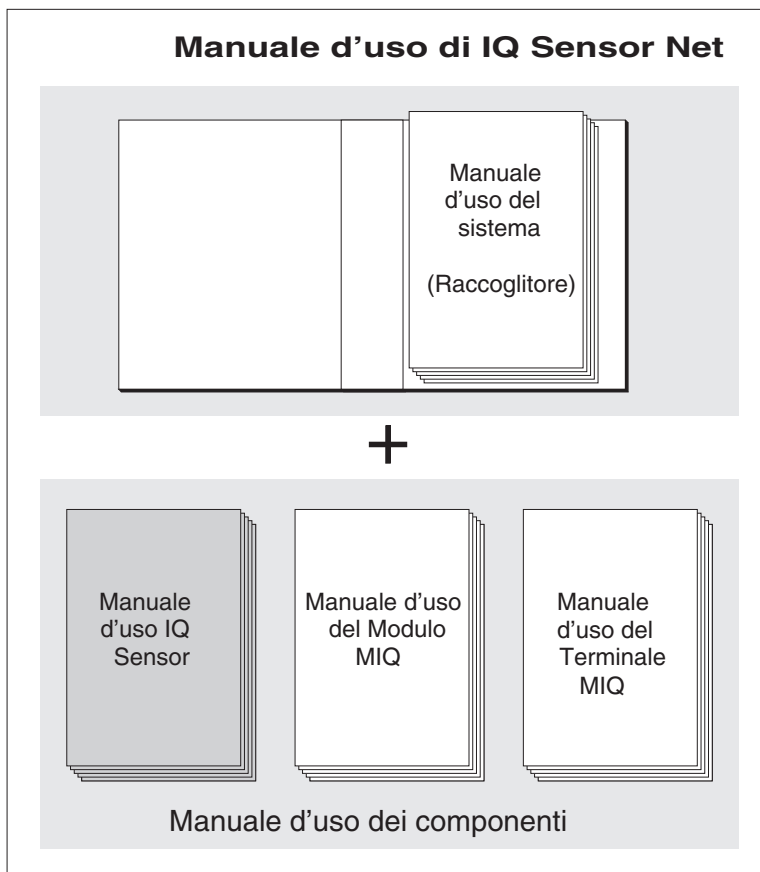 Manuale d'uso di IQ Sensor Net
Manuale
d'uso del
sistema
(Raccoglitore)
+
Manuale
d'uso IQ
Sensor
Manuale d'uso
del Modulo
MIQ
Manuale
d'uso del
Terminale
MIQ
Manuale d'uso dei componenti